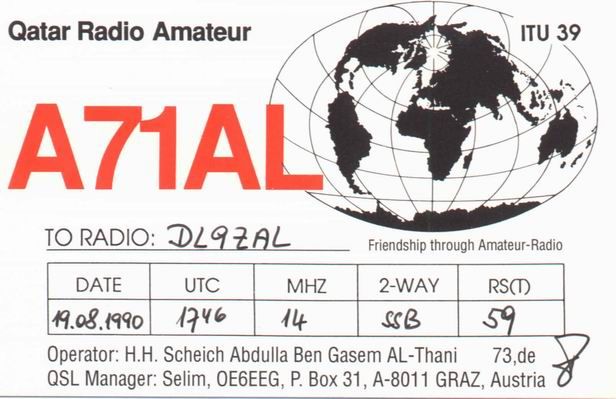 Qatar Radio Amateur
ITU 39
A71AL
TO RADIO: DL9ZAL
Friendship through Amateur-Radio
DATE UTC MHZ 2-WAY RS(T)
19.08.1990 1746 14 SSB 59
Operator: H.H. Scheich Abdulla Ben Gasem AL-Thani 73,de
QSL Manager: Selim, OE6EEG, P. Box 31, A-8011 GRAZ, Austria